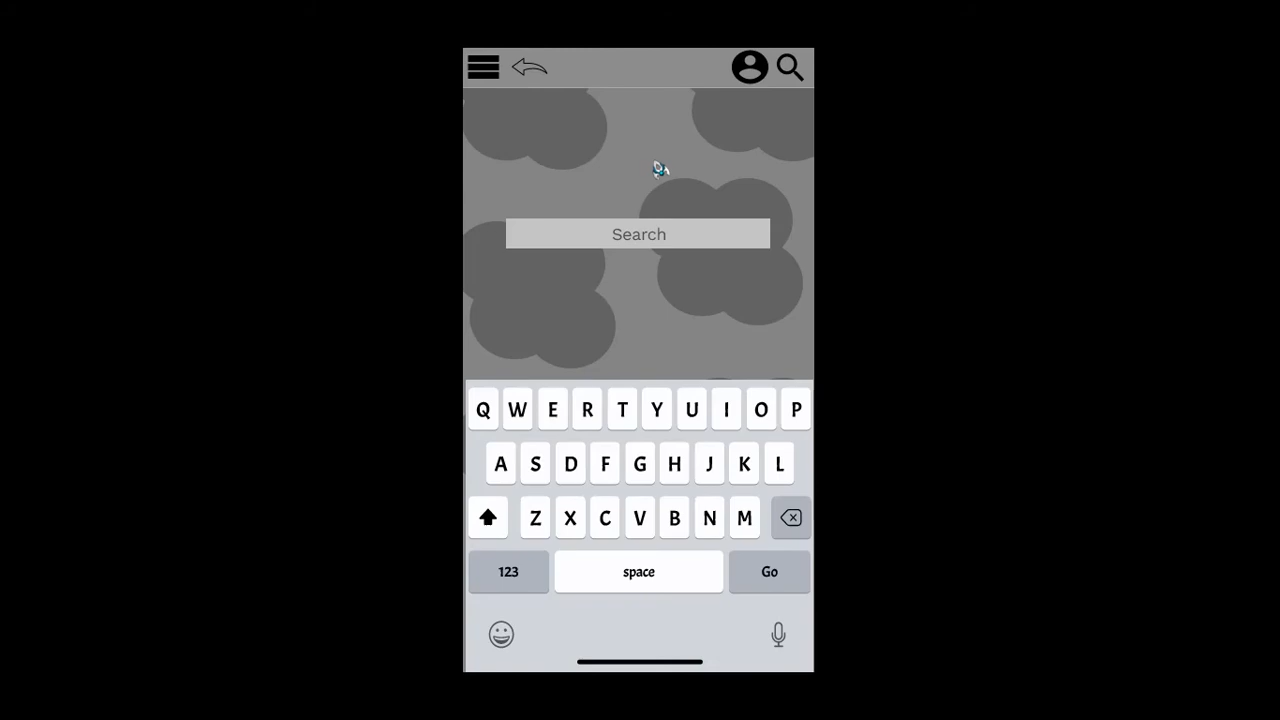 Search
Q W E R T Y U I O P
A S D F G H J K L
Z X C V B N M
123 space Go